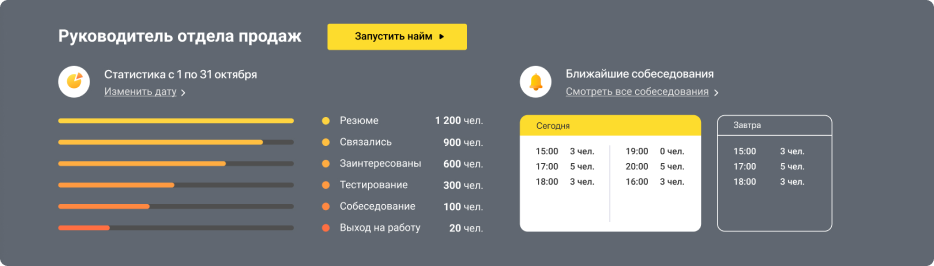 Руководитель отдела продаж
Запустить найм
Статистика с 1 по 31 октября
Изменить дату
Резюме 1 200 чел.
Связались 900 чел.
Заинтересованы 600 чел.
Тестирование 300 чел.
Собеседование 100 чел.
Выход на работу 20 чел.
Ближайшие собеседования
Смотреть все собеседования
Сегодня
15:00 3 чел. 19:00 0 чел.
17:00 5 чел. 20:00 5 чел.
18:00 3 чел. 16:00 3 чел.
Завтра
15:00 3 чел.
17:00 5 чел.
18:00 3 чел.